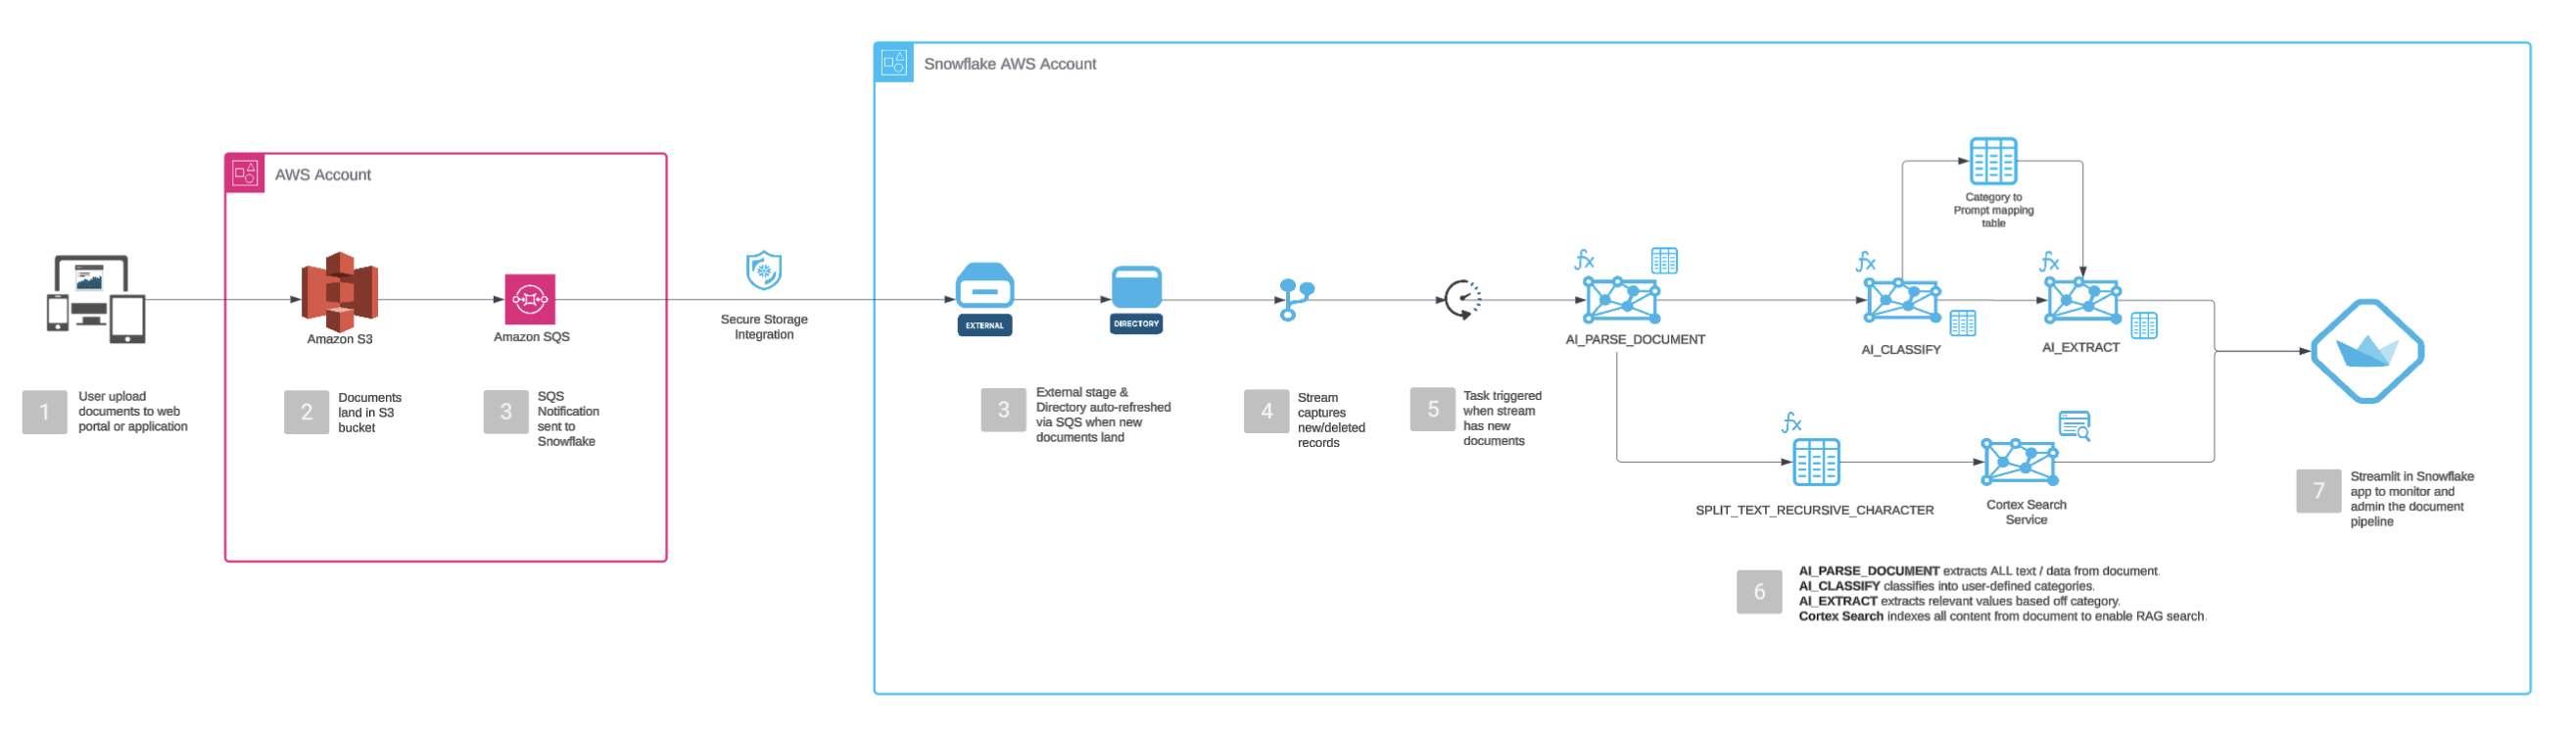 Snowflake AWS Account
AWS Account
Category to
Prompt mapping
table
fx
fx
fx
Secure Storage
Integration
EXTERNAL
DIRECTORY
Amazon S3
Amazon SQS
AI_PARSE_DOCUMENT
AI_CLASSIFY
AI_EXTRACT
1
User upload
documents to web
portal or application
2
Documents
land in S3
bucket
3
SQS
Notification
sent to
Snowflake
3
External stage &
Directory auto-refreshed
via SQS when new
documents land
4
Stream
captures
new/deleted
records
5
Task triggered
when stream
has new
documents
fx
SPLIT_TEXT_RECURSIVE_CHARACTER
Cortex Search
Service
7
Streamlit in Snowflake
app to monitor and
admin the document
pipeline
6
AI_PARSE_DOCUMENT extracts ALL text / data from document.
AI_CLASSIFY classifies into user-defined categories.
AI_EXTRACT extracts relevant values based off category.
Cortex Search indexes all content from document to enable RAG search.